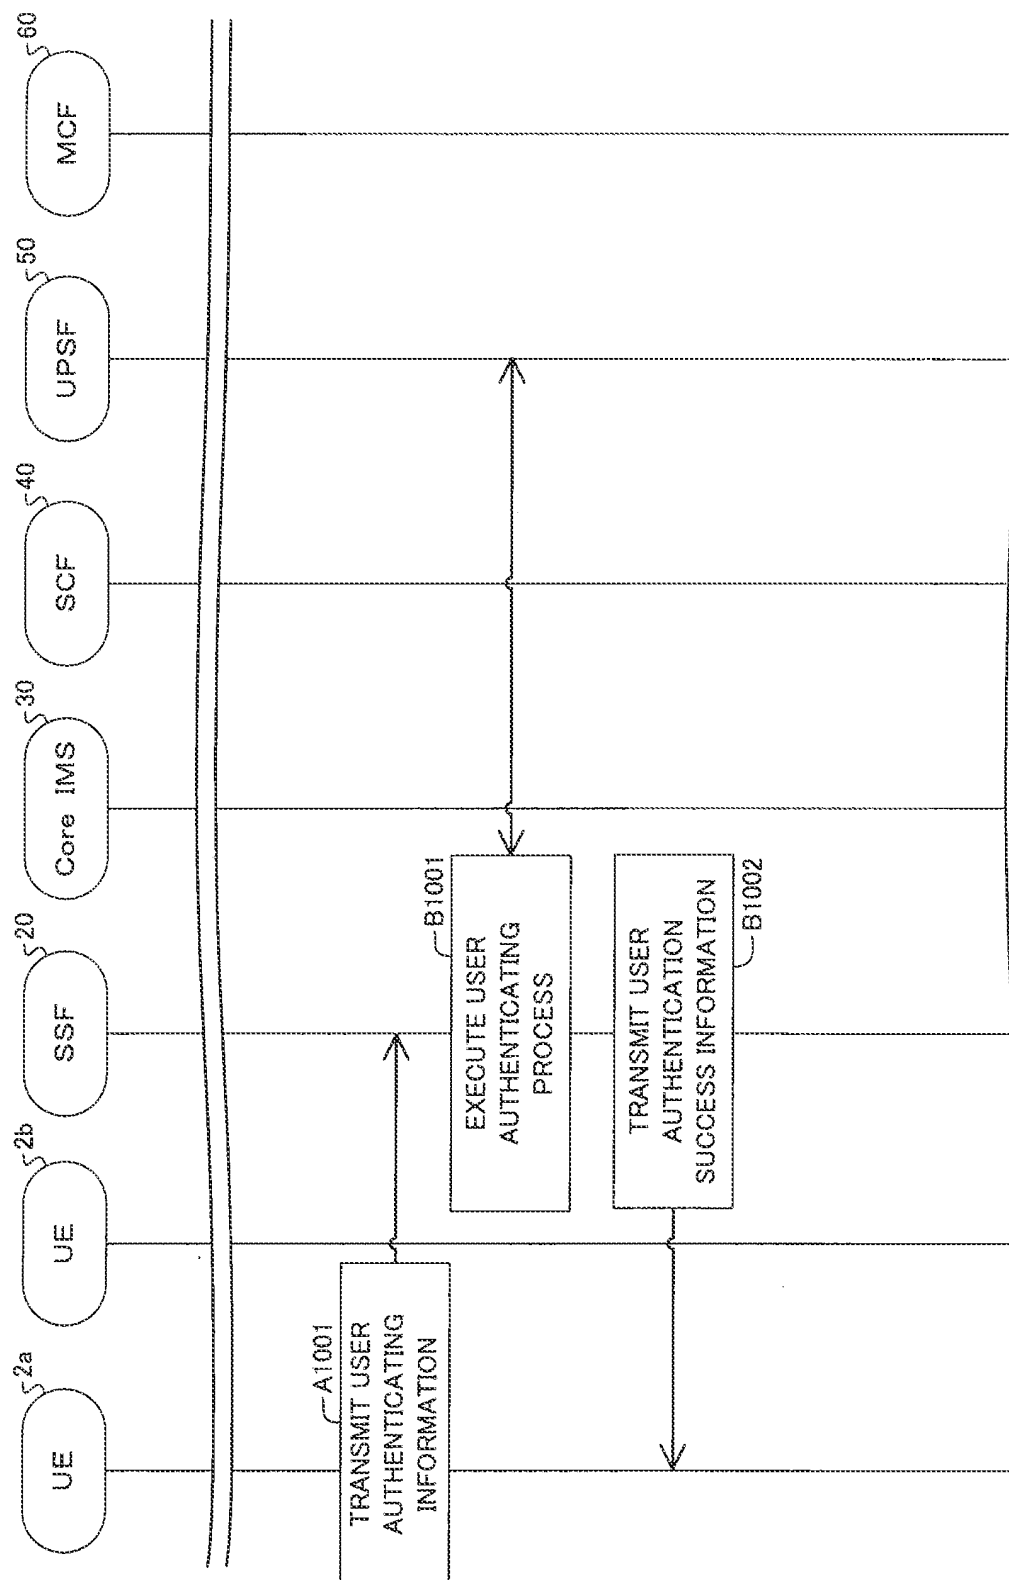 UE
2a
UE
2b
SSF
20
Core IMS
30
SCF
40
UPSF
50
MCF
60
A1001
TRANSMIT USER
AUTHENTICATING
INFORMATION
B1001
EXECUTE USER
AUTHENTICATING
PROCESS
TRANSMIT USER
AUTHENTICATION
SUCCESS INFORMATION
B1002